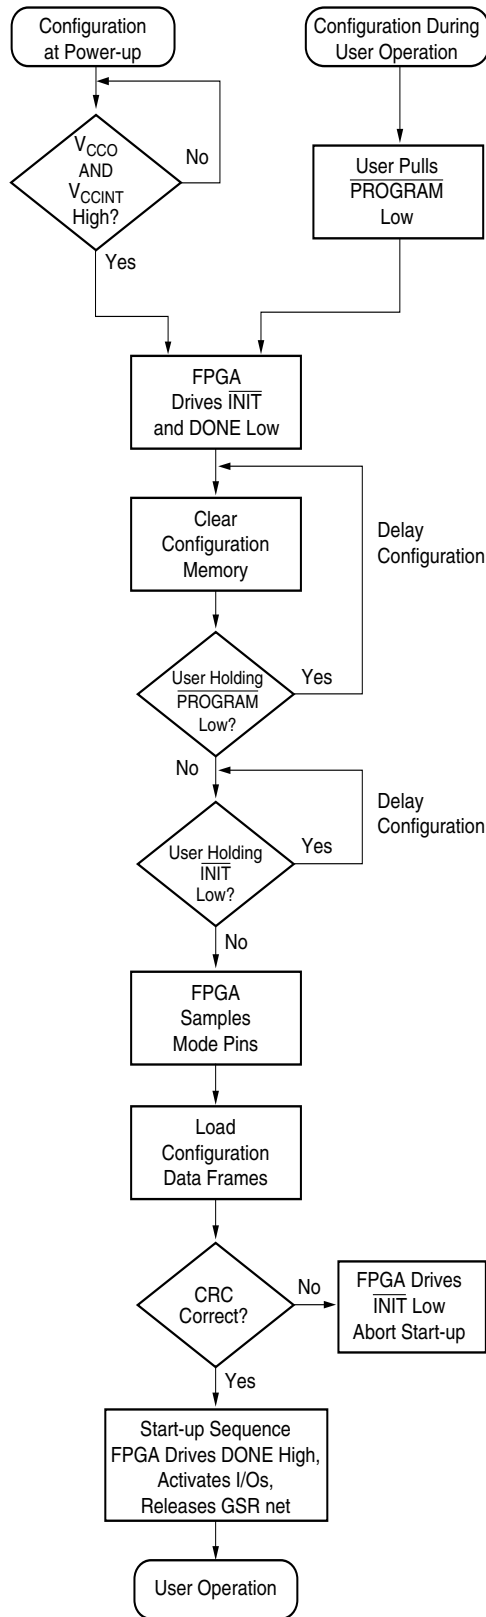 Configuration
at Power-up
Configuration During
User Operation
VCCO
AND
VCCINT
High?
No
Yes
User Pulls
PROGRAM
Low
FPGA
Drives INIT
and DONE Low
Clear
Configuration
Memory
Delay
Configuration
User Holding
PROGRAM
Low?
Yes
No
Delay
Configuration
User Holding
INIT
Low?
Yes
No
FPGA
Samples
Mode Pins
Load
Configuration
Data Frames
CRC
Correct?
No
FPGA Drives
INIT Low
Abort Start-up
Yes
Start-up Sequence
FPGA Drives DONE High,
Activates I/Os,
Releases GSR net
User Operation